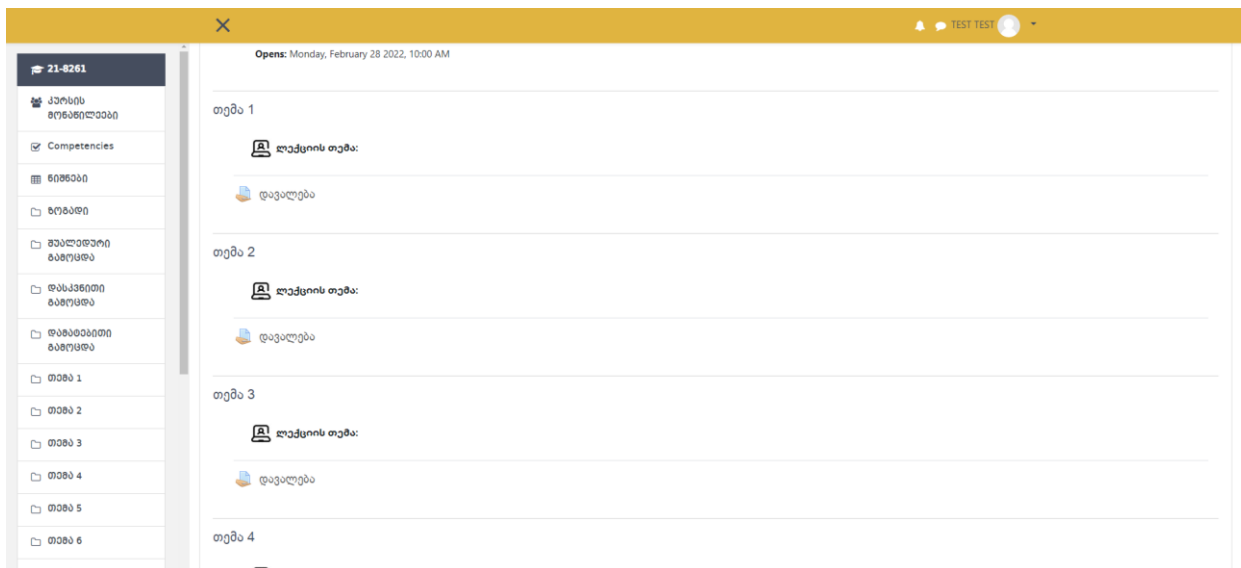 TEST TEST
21-8261
კურსის
მონაწილეები
Competencies
ნიშნები
ზოგადი
შუალედური
გამოცდა
დასკვნითი
გამოცდა
დამატებითი
გამოცდა
თემა 1
თემა 2
თემა 3
თემა 4
თემა 5
თემა 6
Opens: Monday, February 28 2022, 10:00 AM
თემა 1
ლექციის თემა:
დავალება
თემა 2
ლექციის თემა:
დავალება
თემა 3
ლექციის თემა:
დავალება
თემა 4